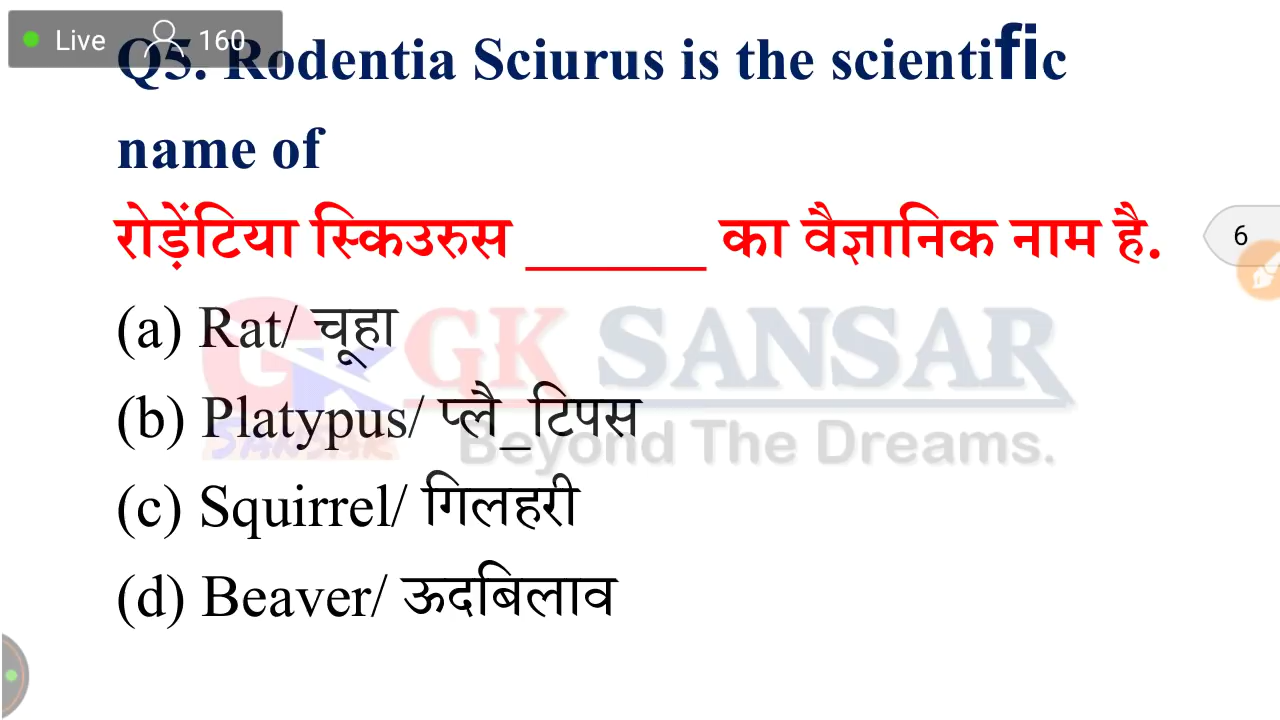 Live 160
Q5. Rodentia Sciurus is the scientific
name of
रोड़ेंटिया स्किउरुस ______ का वैज्ञानिक नाम है.
6
(a) Rat/ चूहा
GK SANSAR
(b) Platypus/ प्लै_टिपस
SANSAR
Beyond The Dreams.
(c) Squirrel/ गिलहरी
(d) Beaver/ ऊदबिलाव